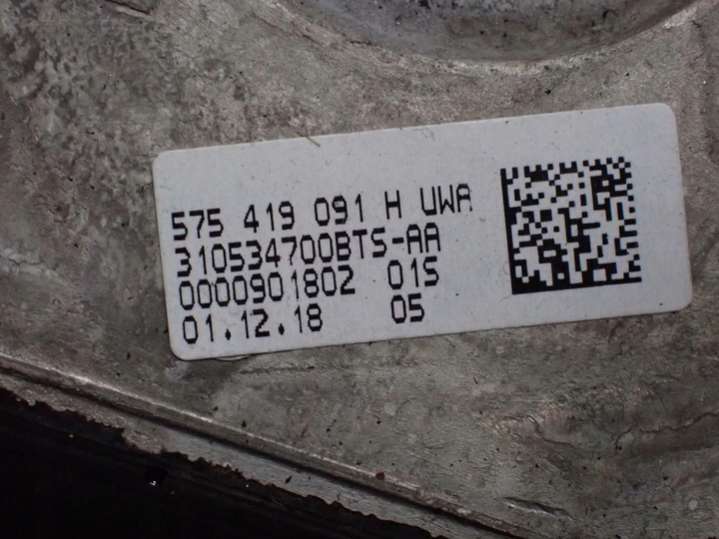 575 419 091 H UWA
310534700BTS-AA
0000901802 01S
01.12.18 05